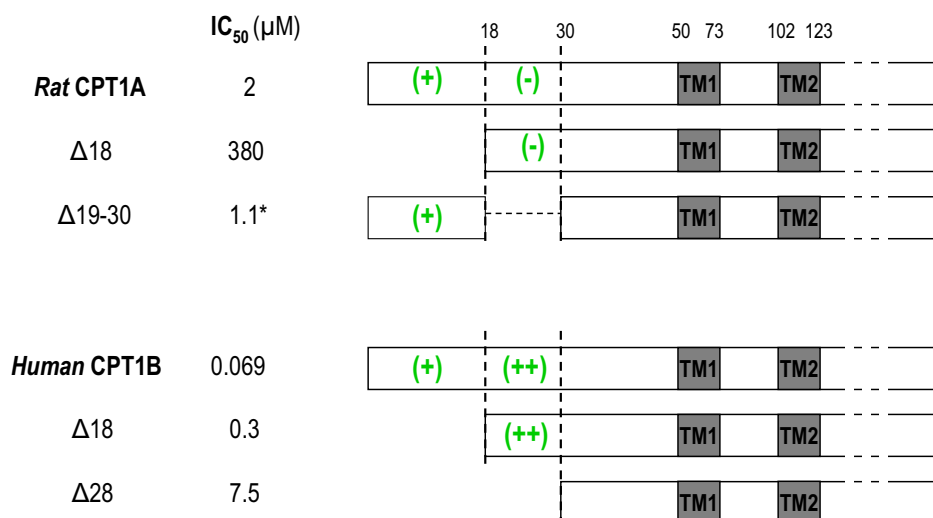 IC50 (µM) 18 30 50 73 102 123
Rat CPT1A 2 (+) (-) TM1 TM2
Δ18 380 (-) TM1 TM2
Δ19-30 1.1* (+) TM1 TM2
Human CPT1B 0.069 (+) (++) TM1 TM2
Δ18 0.3 (++) TM1 TM2
Δ28 7.5 TM1 TM2